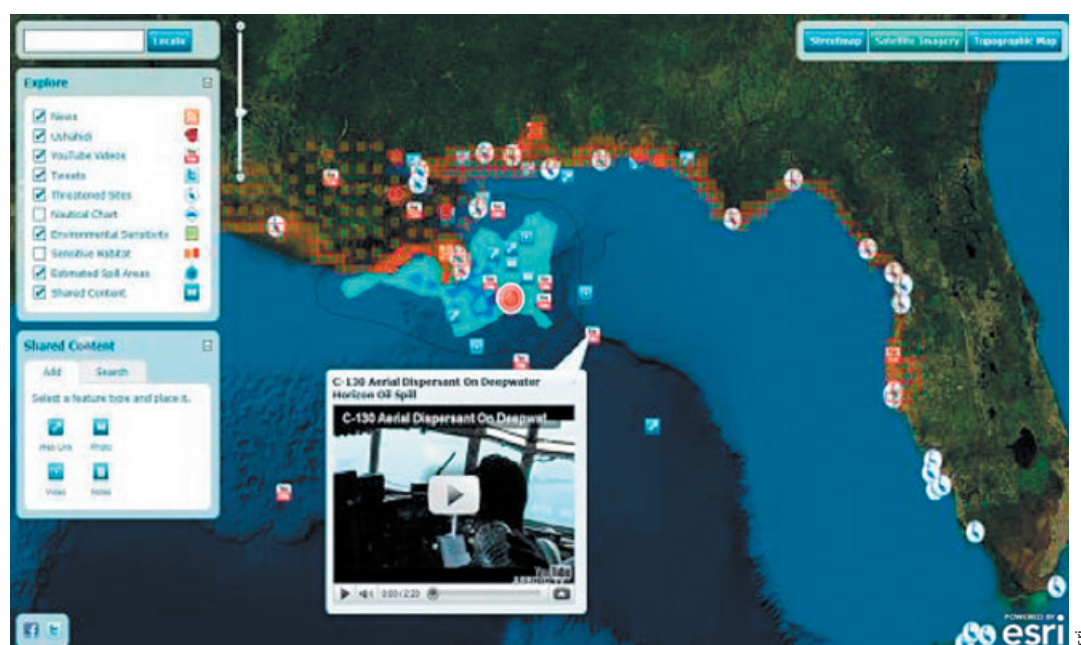 Locate
Streetmap Satellite Imagery Topographic Map
Explore
News
Ushahidi
YouTube Videos
Tweets
Threatened Sites
Nautical Chart
Environmental Sensitivity
Sensitive Habitat
Estimated Spill Areas
Shared Content
Shared Content
Add Search
Select a feature type and place it.
Web Link Photo
Video Notes
C-130 Aerial Dispersant On Deepwater
Horizon Oil Spill
C-130 Aerial Dispersant On Deepwat...
YouTube
0:00 / 2:20
POWERED BY
esri